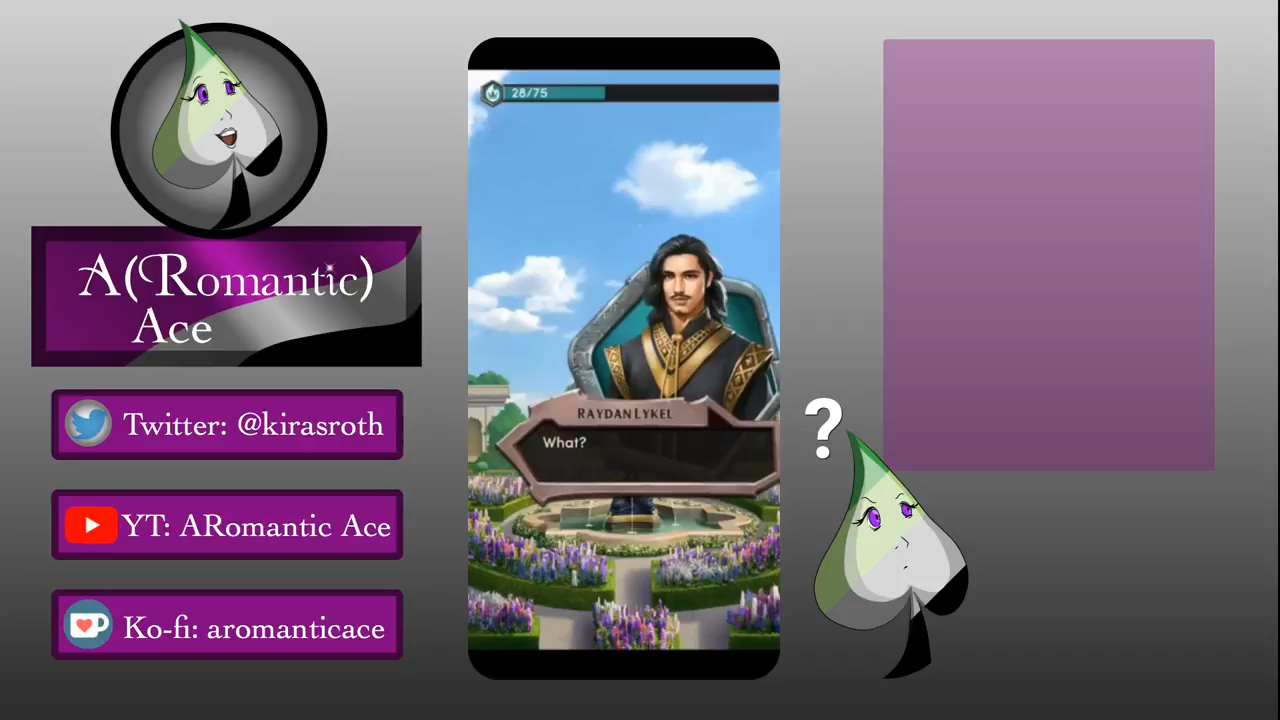 A(Romantic)
Ace
Twitter: @kirasroth
YT: ARomantic Ace
Ko-fi: aromanticace
28/75
RAYDAN LYKEL
What?
?